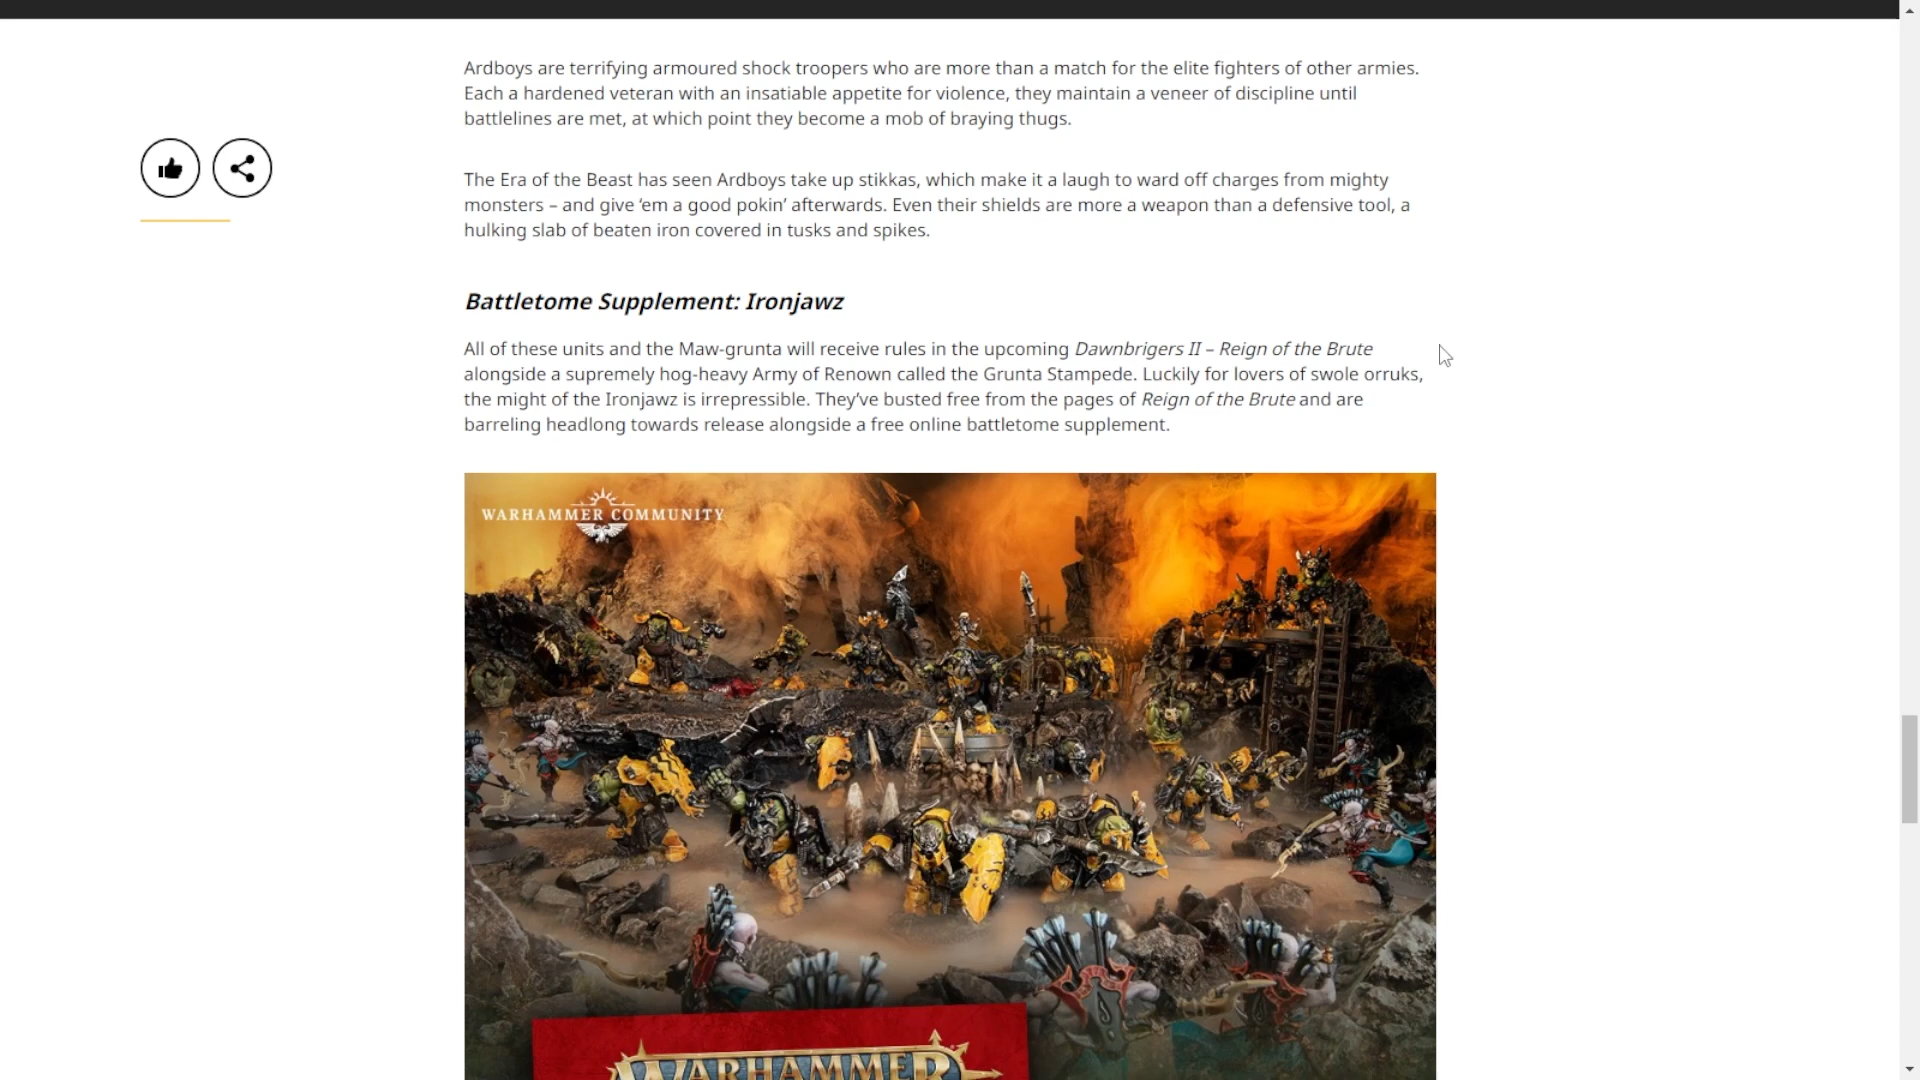 Ardboys are terrifying armoured shock troopers who are more than a match for the elite fighters of other armies.
Each a hardened veteran with an insatiable appetite for violence, they maintain a veneer of discipline until
battlelines are met, at which point they become a mob of braying thugs.
The Era of the Beast has seen Ardboys take up stikkas, which make it a laugh to ward off charges from mighty
monsters – and give ‘em a good pokin’ afterwards. Even their shields are more a weapon than a defensive tool, a
hulking slab of beaten iron covered in tusks and spikes.
Battletome Supplement: Ironjawz
All of these units and the Maw-grunta will receive rules in the upcoming Dawnbrigers II – Reign of the Brute
alongside a supremely hog-heavy Army of Renown called the Grunta Stampede. Luckily for lovers of swole orruks,
the might of the Ironjawz is irrepressible. They’ve busted free from the pages of Reign of the Brute and are
barreling headlong towards release alongside a free online battletome supplement.
WARHAMMER COMMUNITY
WARHAMMER